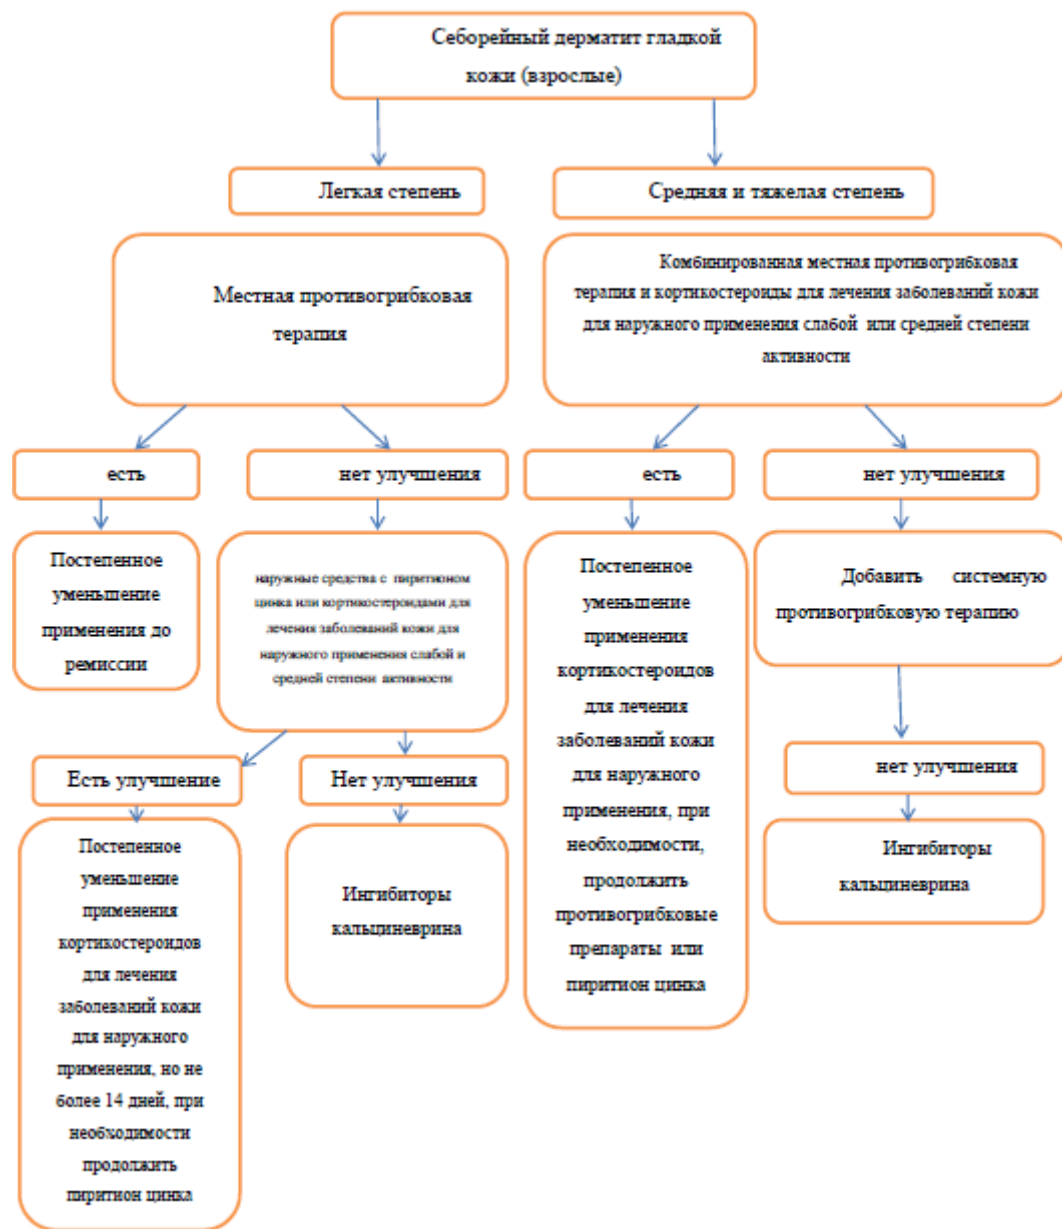 Себорейный дерматит гладкой
кожи (взрослые)
Легкая степень
Средняя и тяжелая степень
Местная противогрибковая
терапия
Комбинированная местная противогрибковая
терапия и кортикостероиды для лечения заболеваний кожи
для наружного применения слабой или средней степени
активности
есть
нет улучшения
есть
нет улучшения
Постепенное
уменьшение
применения до
ремиссии
наружные средства с пиритионом
цинка или кортикостероидами для
лечения заболеваний кожи для
наружного применения слабой и
средней степени активности
Постепенное
уменьшение
применения
кортикостероидов
для лечения
заболеваний кожи
для наружного
применения, при
необходимости,
продолжить
противогрибковые
препараты или
пиритион цинка
Добавить системную
противогрибковую терапию
Есть улучшение
Нет улучшения
нет улучшения
Постепенное
уменьшение
применения
кортикостероидов
для лечения
заболеваний кожи
для наружного
применения, но не
более 14 дней, при
необходимости
продолжить
пиритион цинка
Ингибиторы
кальциневрина
Ингибиторы
кальциневрина